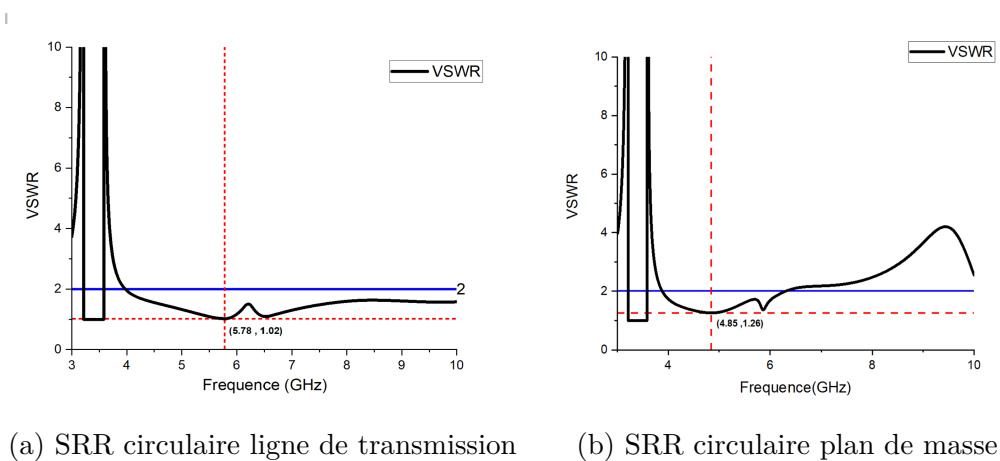 10
8
6
4
2
0
VSWR
VSWR
2
(5.78 , 1.02)
3
4
5
6
7
8
9
10
Frequence (GHz)
10
8
6
4
2
0
VSWR
VSWR
(4.85 ,1.26)
4
6
8
10
Frequence(GHz)
(a) SRR circulaire ligne de transmission
(b) SRR circulaire plan de masse